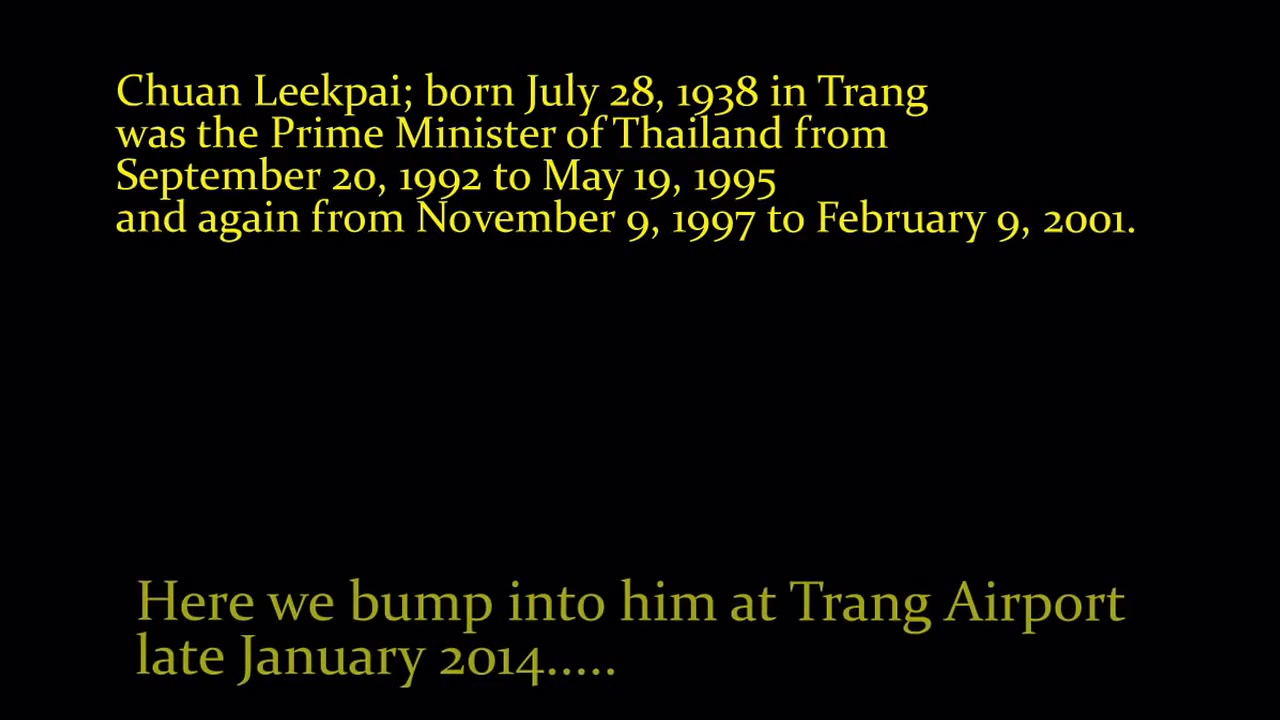 Chuan Leekpai; born July 28, 1938 in Trang
was the Prime Minister of Thailand from
September 20, 1992 to May 19, 1995
and again from November 9, 1997 to February 9, 2001.
Here we bump into him at Trang Airport
late January 2014.....